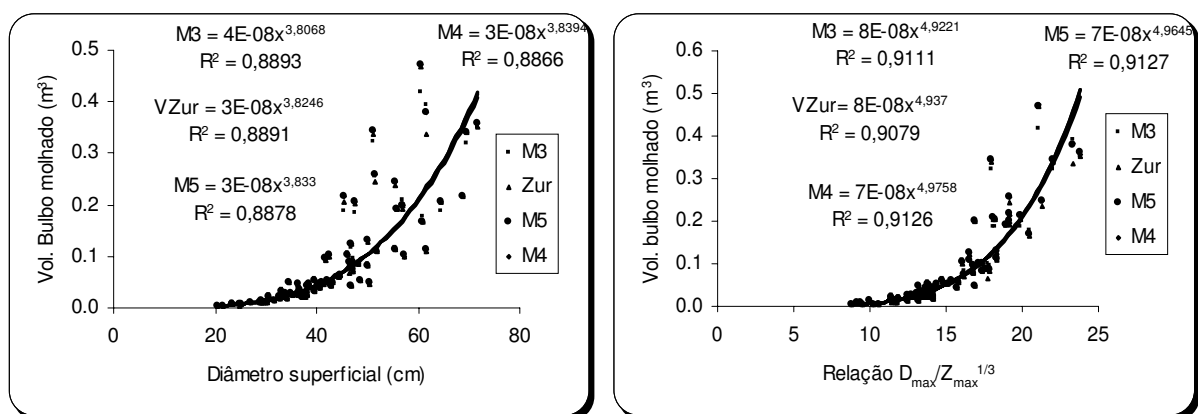 M3 = 4E-08x^3,8068
R² = 0,8893
M4 = 3E-08x^3,8394
R² = 0,8866
VZur = 3E-08x^3,8246
R² = 0,8891
M5 = 3E-08x^3,833
R² = 0,8878
Vol. Bulbo molhado (m³)
0.5
0.4
0.3
0.2
0.1
0.0
0 20 40 60 80
Diâmetro superficial (cm)
M3
Zur
M5
M4
M3 = 8E-08x^4,9221
R² = 0,9111
M5 = 7E-08x^4,9645
R² = 0,9127
VZur = 8E-08x^4,937
R² = 0,9079
M4 = 7E-08x^4,9758
R² = 0,9126
Vol. bulbo molhado (m³)
0.6
0.5
0.4
0.3
0.2
0.1
0.0
0 5 10 15 20 25
Relação D_max/Z_max^1/3
M3
Zur
M5
M4